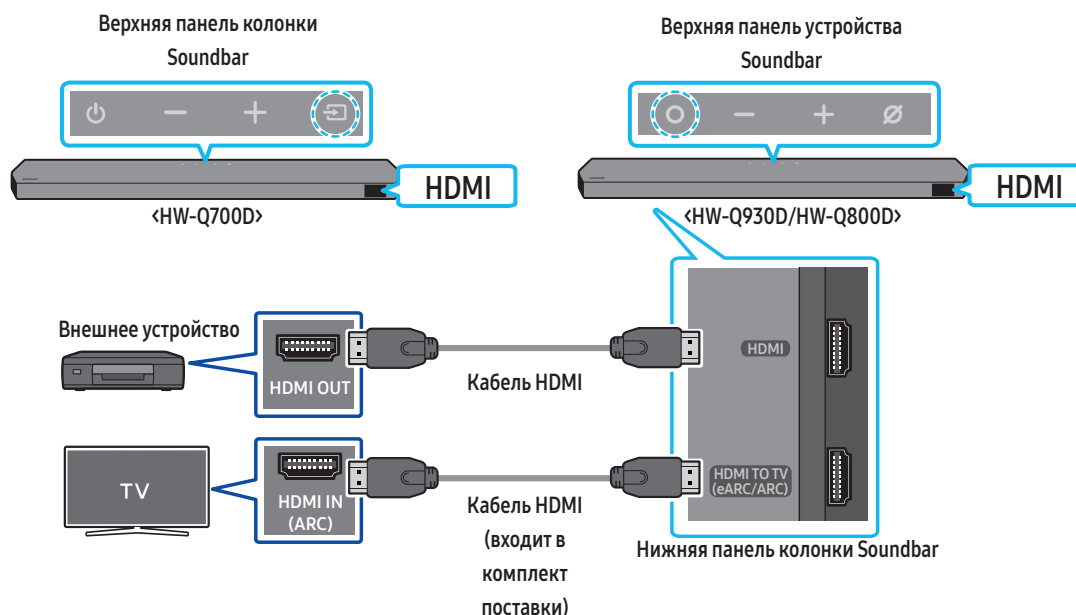 Верхняя панель колонки
Soundbar
HDMI
<HW-Q700D>
Верхняя панель устройства
Soundbar
HDMI
<HW-Q930D/HW-Q800D>
Внешнее устройство
HDMI OUT
Кабель HDMI
HDMI
TV
HDMI IN
(ARC)
Кабель HDMI
(входит в
комплект
поставки)
HDMI TO TV
(eARC/ARC)
Нижняя панель колонки Soundbar